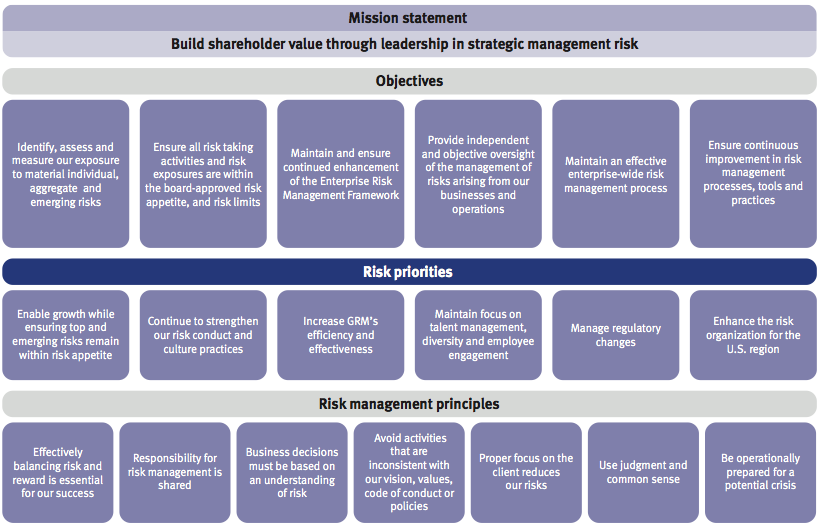 Mission statement
Build shareholder value through leadership in strategic management risk
Objectives
Identify, assess and
measure our exposure
to material individual,
aggregate and
emerging risks
Ensure all risk taking
activities and risk
exposures are within
the board-approved risk
appetite, and risk limits
Maintain and ensure
continued enhancement
of the Enterprise Risk
Management Framework
Provide independent
and objective oversight
of the management of
risks arising from our
businesses and
operations
Maintain an effective
enterprise-wide risk
management process
Ensure continuous
improvement in risk
management
processes, tools and
practices
Risk priorities
Enable growth while
ensuring top and
emerging risks remain
within risk appetite
Continue to strengthen
our risk conduct and
culture practices
Increase GRM's
efficiency and
effectiveness
Maintain focus on
talent management,
diversity and employee
engagement
Manage regulatory
changes
Enhance the risk
organization for the
U.S. region
Risk management principles
Effectively
balancing risk and
reward is essential
for our success
Responsibility for
risk management is
shared
Business decisions
must be based on
an understanding
of risk
Avoid activities
that are
inconsistent with
our vision, values,
code of conduct or
policies
Proper focus on the
client reduces
our risks
Use judgment and
common sense
Be operationally
prepared for a
potential crisis